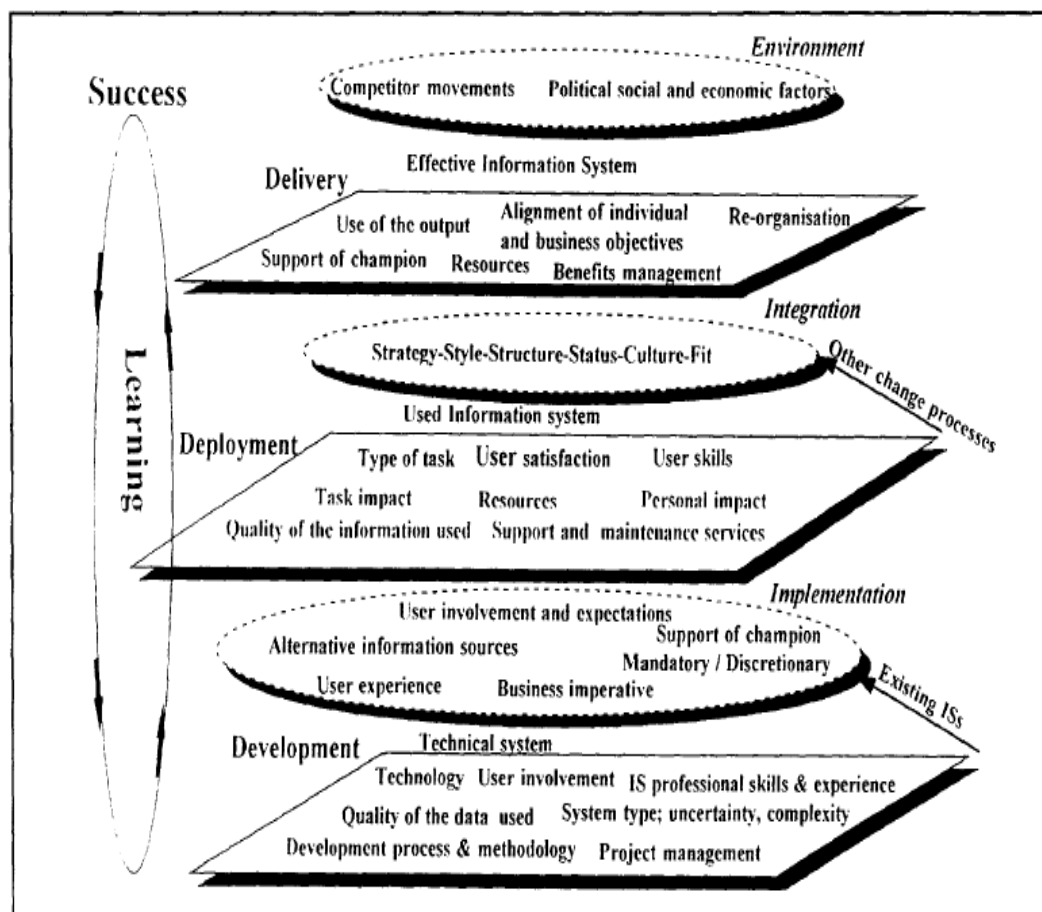 Environment
Success
Competitor movements
Political social and economic factors
Effective Information System
Delivery
Use of the output
Alignment of individual
and business objectives
Re-organisation
Support of champion
Resources
Benefits management
Integration
Strategy-Style-Structure-Status-Culture-Fit
Other change processes
Learning
Used Information system
Deployment
Type of task
User satisfaction
User skills
Task impact
Resources
Personal impact
Quality of the information used
Support and maintenance services
Implementation
User involvement and expectations
Alternative information sources
Support of champion
Mandatory / Discretionary
User experience
Business imperative
Existing ISs
Development
Technical system
Technology
User involvement
IS professional skills & experience
Quality of the data used
System type; uncertainty, complexity
Development process & methodology
Project management